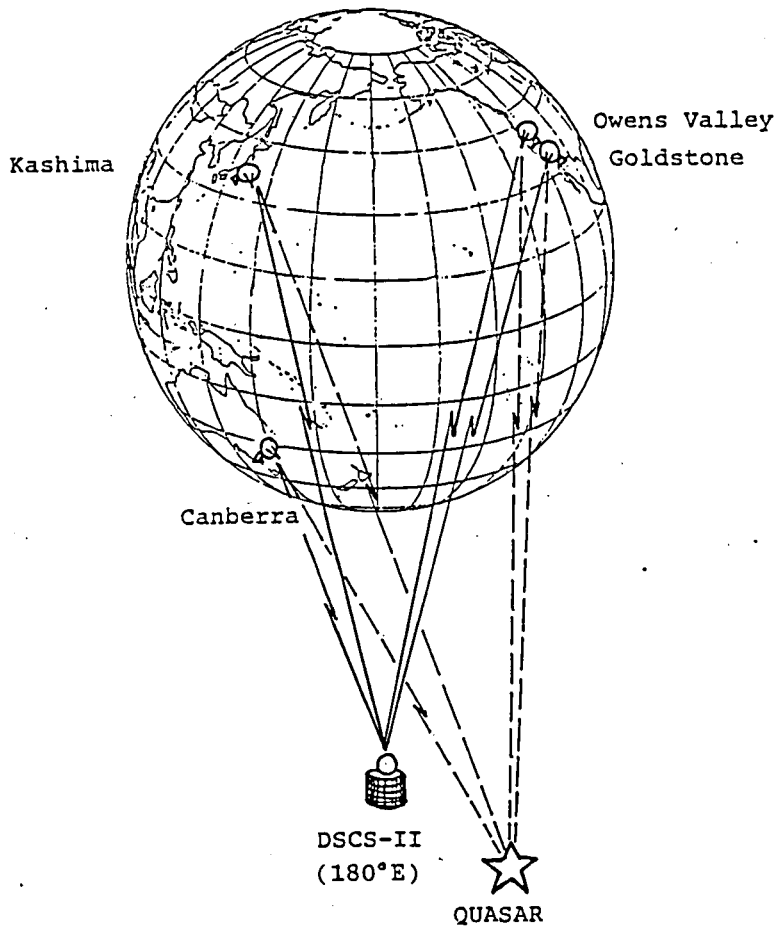 Owens Valley
Goldstone
Kashima
Canberra
DSCS-II
(180°E)
QUASAR